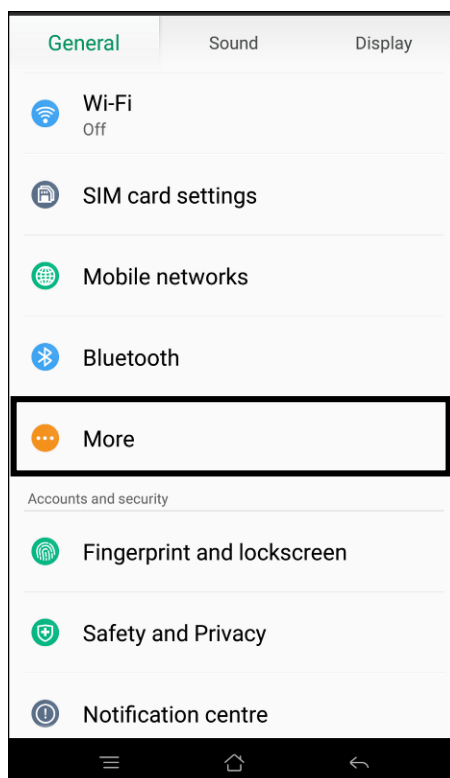 General Sound Display
Wi-Fi
Off
SIM card settings
Mobile networks
Bluetooth
More
Accounts and security
Fingerprint and lockscreen
Safety and Privacy
Notification centre